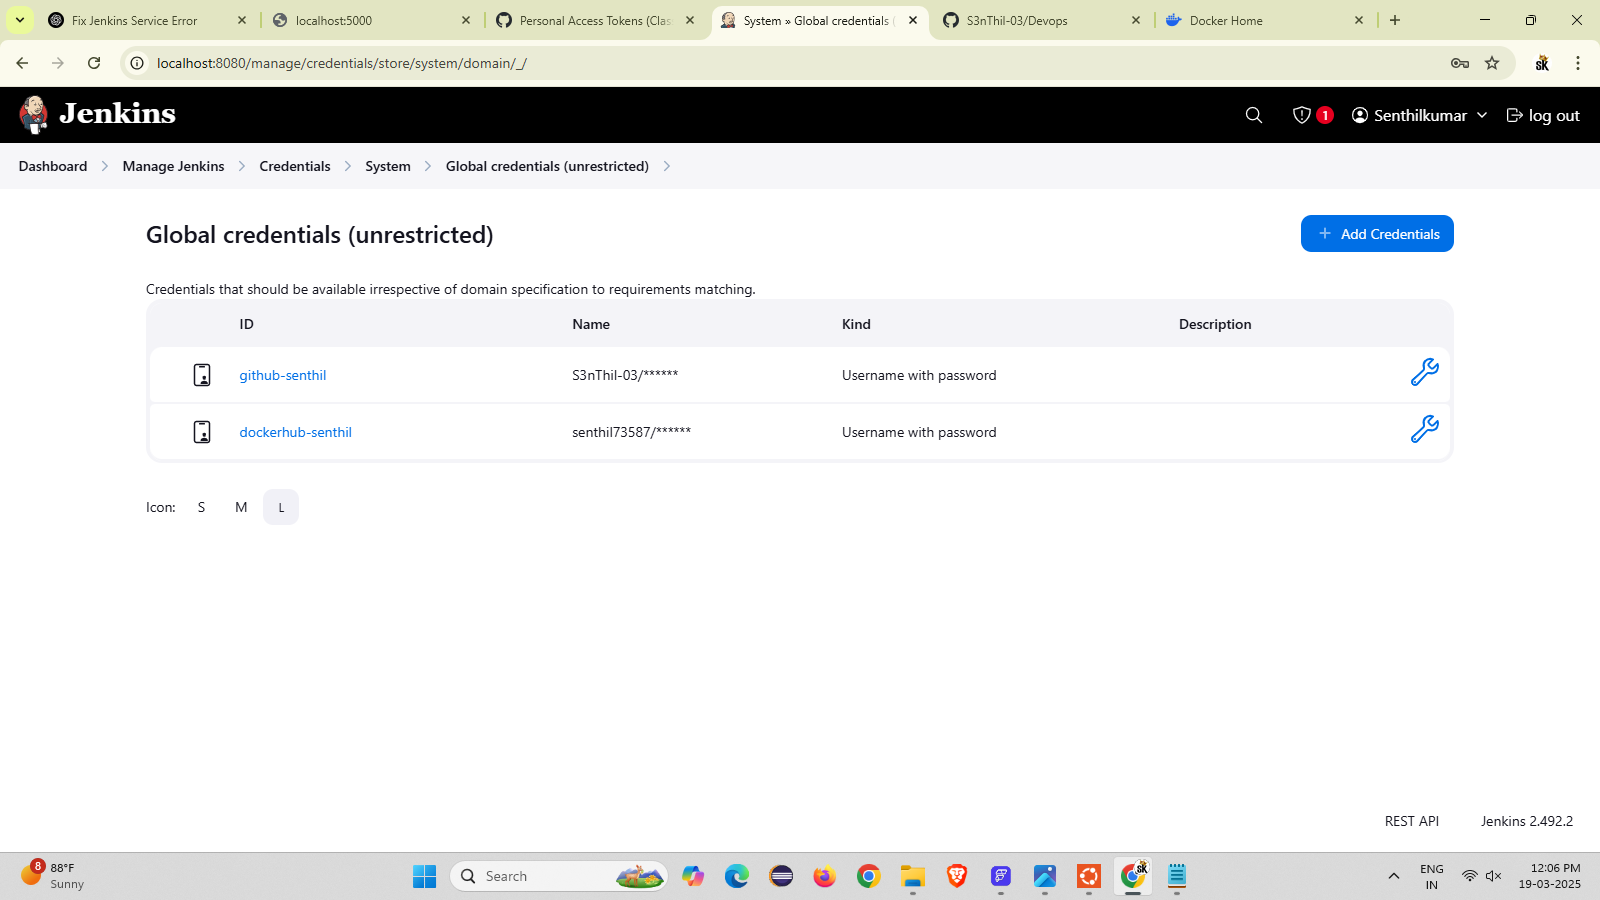 Fix Jenkins Service Error
localhost:5000
Personal Access Tokens (Clas
System » Global credentials (
S3nThil-03/Devops
Docker Home
localhost:8080/manage/credentials/store/system/domain/_/
SK
Jenkins
1
Senthilkumar
log out
Dashboard
Manage Jenkins
Credentials
System
Global credentials (unrestricted)
Global credentials (unrestricted)
Add Credentials
Credentials that should be available irrespective of domain specification to requirements matching.
ID Name Kind Description
github-senthil S3nThil-03/****** Username with password
dockerhub-senthil senthil73587/****** Username with password
Icon: S M L
REST API Jenkins 2.492.2
8
88°F
Sunny
Search
SK
ENG
IN
12:06 PM
19-03-2025